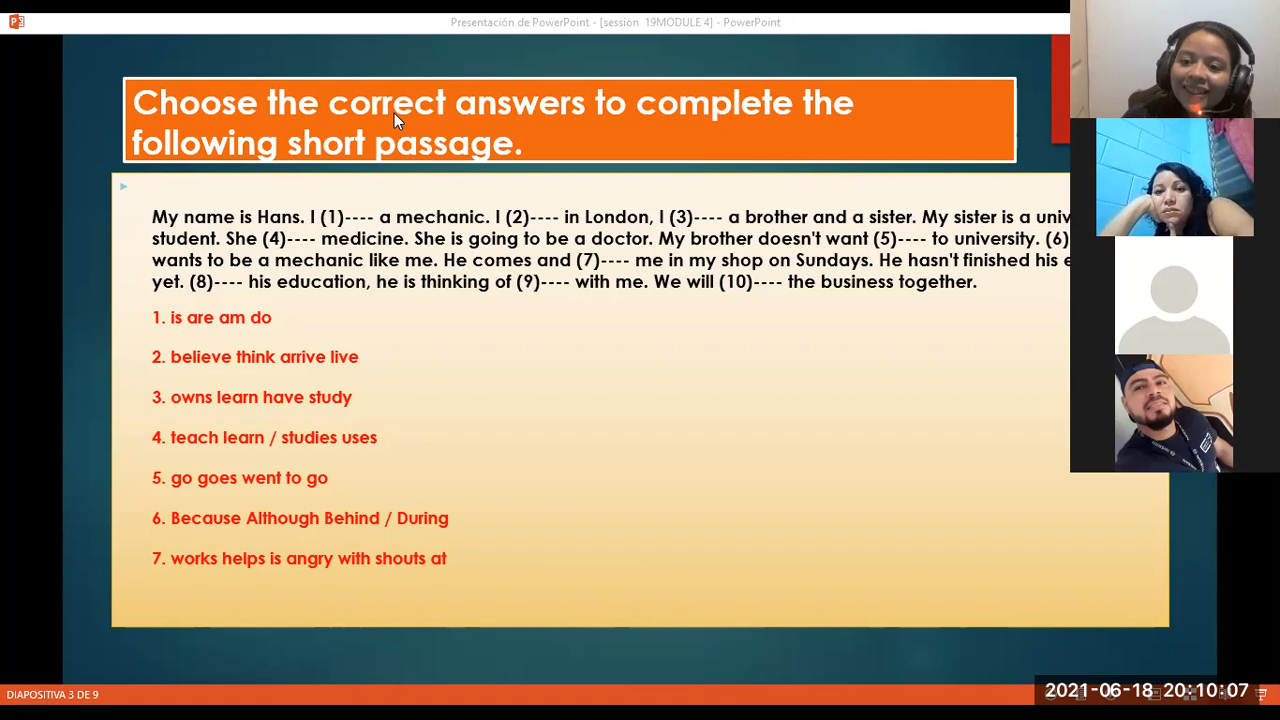 Presentación de PowerPoint - [session 19MODULE 4] - PowerPoint
Choose the correct answers to complete the
following short passage.
My name is Hans. I (1)---- a mechanic. I (2)---- in London, I (3)---- a brother and a sister. My sister is a
student. She (4)---- medicine. She is going to be a doctor. My brother doesn't want (5)---- to university. (6)
wants to be a mechanic like me. He comes and (7)---- me in my shop on Sundays. He hasn't finished his
yet. (8)---- his education, he is thinking of (9)---- with me. We will (10)---- the business together.
1. is are am do
2. believe think arrive live
3. owns learn have study
4. teach learn / studies uses
5. go goes went to go
6. Because Although Behind / During
7. works helps is angry with shouts at
DIAPOSITIVA 3 DE 9
2021-06-18 20:10:07